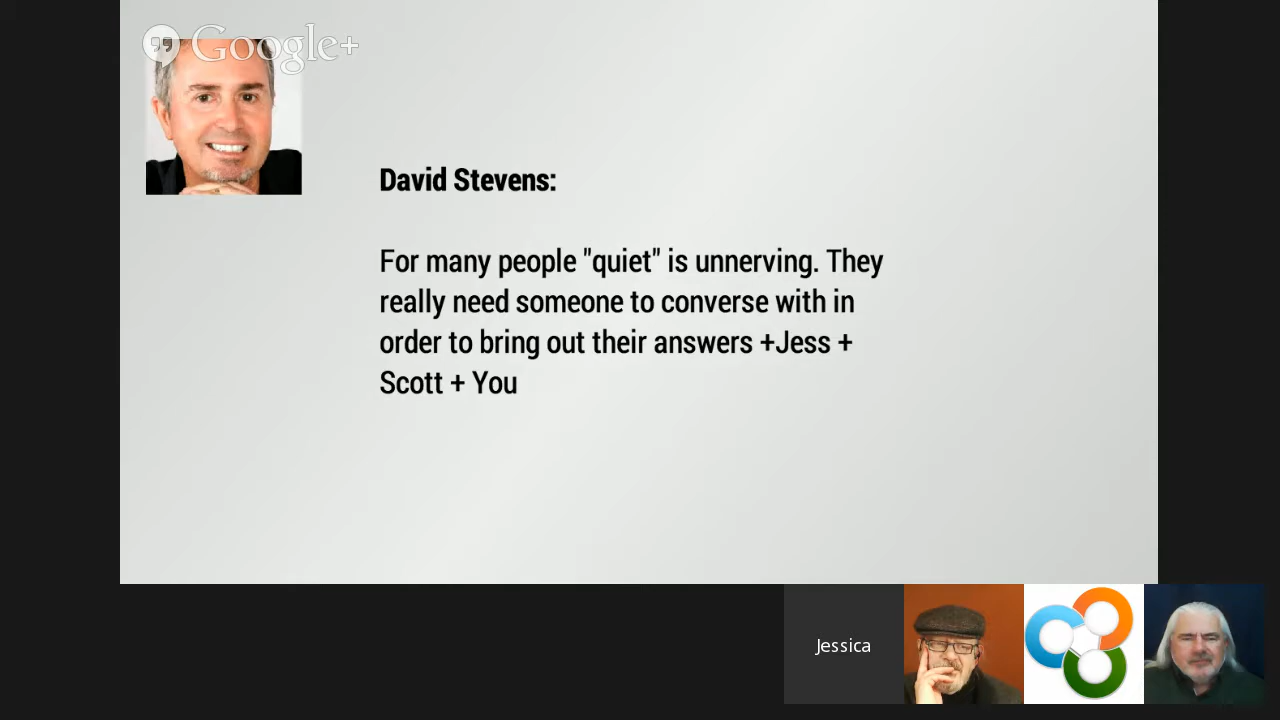 Google+
David Stevens:
For many people "quiet" is unnerving. They
really need someone to converse with in
order to bring out their answers +Jess +
Scott + You
Jessica